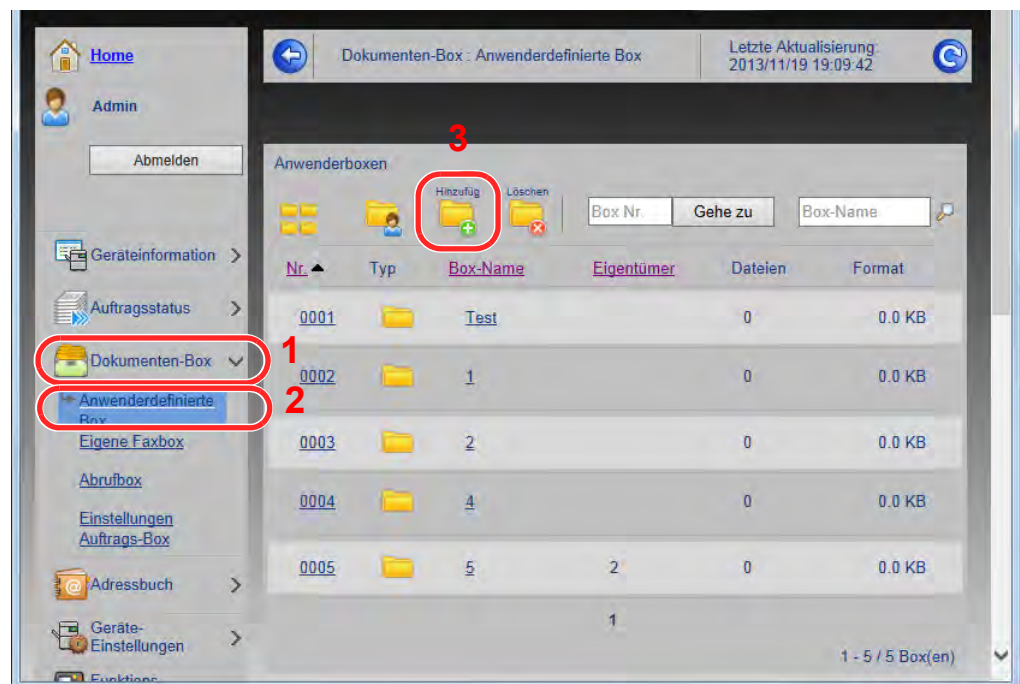 Home
Admin
Abmelden
Geräteinformation
Auftragsstatus
Dokumenten-Box
1
Anwenderdefinierte
Box
2
Eigene Faxbox
Abrufbox
Einstellungen
Auftrags-Box
Adressbuch
Geräte-
Einstellungen
Funktions-
Dokumenten-Box : Anwenderdefinierte Box
Letzte Aktualisierung:
2013/11/19 19:09:42
3
Anwenderboxen
Hinzufüg Löschen
Box Nr. Gehe zu Box-Name
Nr. Typ Box-Name Eigentümer Dateien Format
0001 Test 0 0.0 KB
0002 1 0 0.0 KB
0003 2 0 0.0 KB
0004 4 0 0.0 KB
0005 5 2 0 0.0 KB
1
1 - 5 / 5 Box(en)